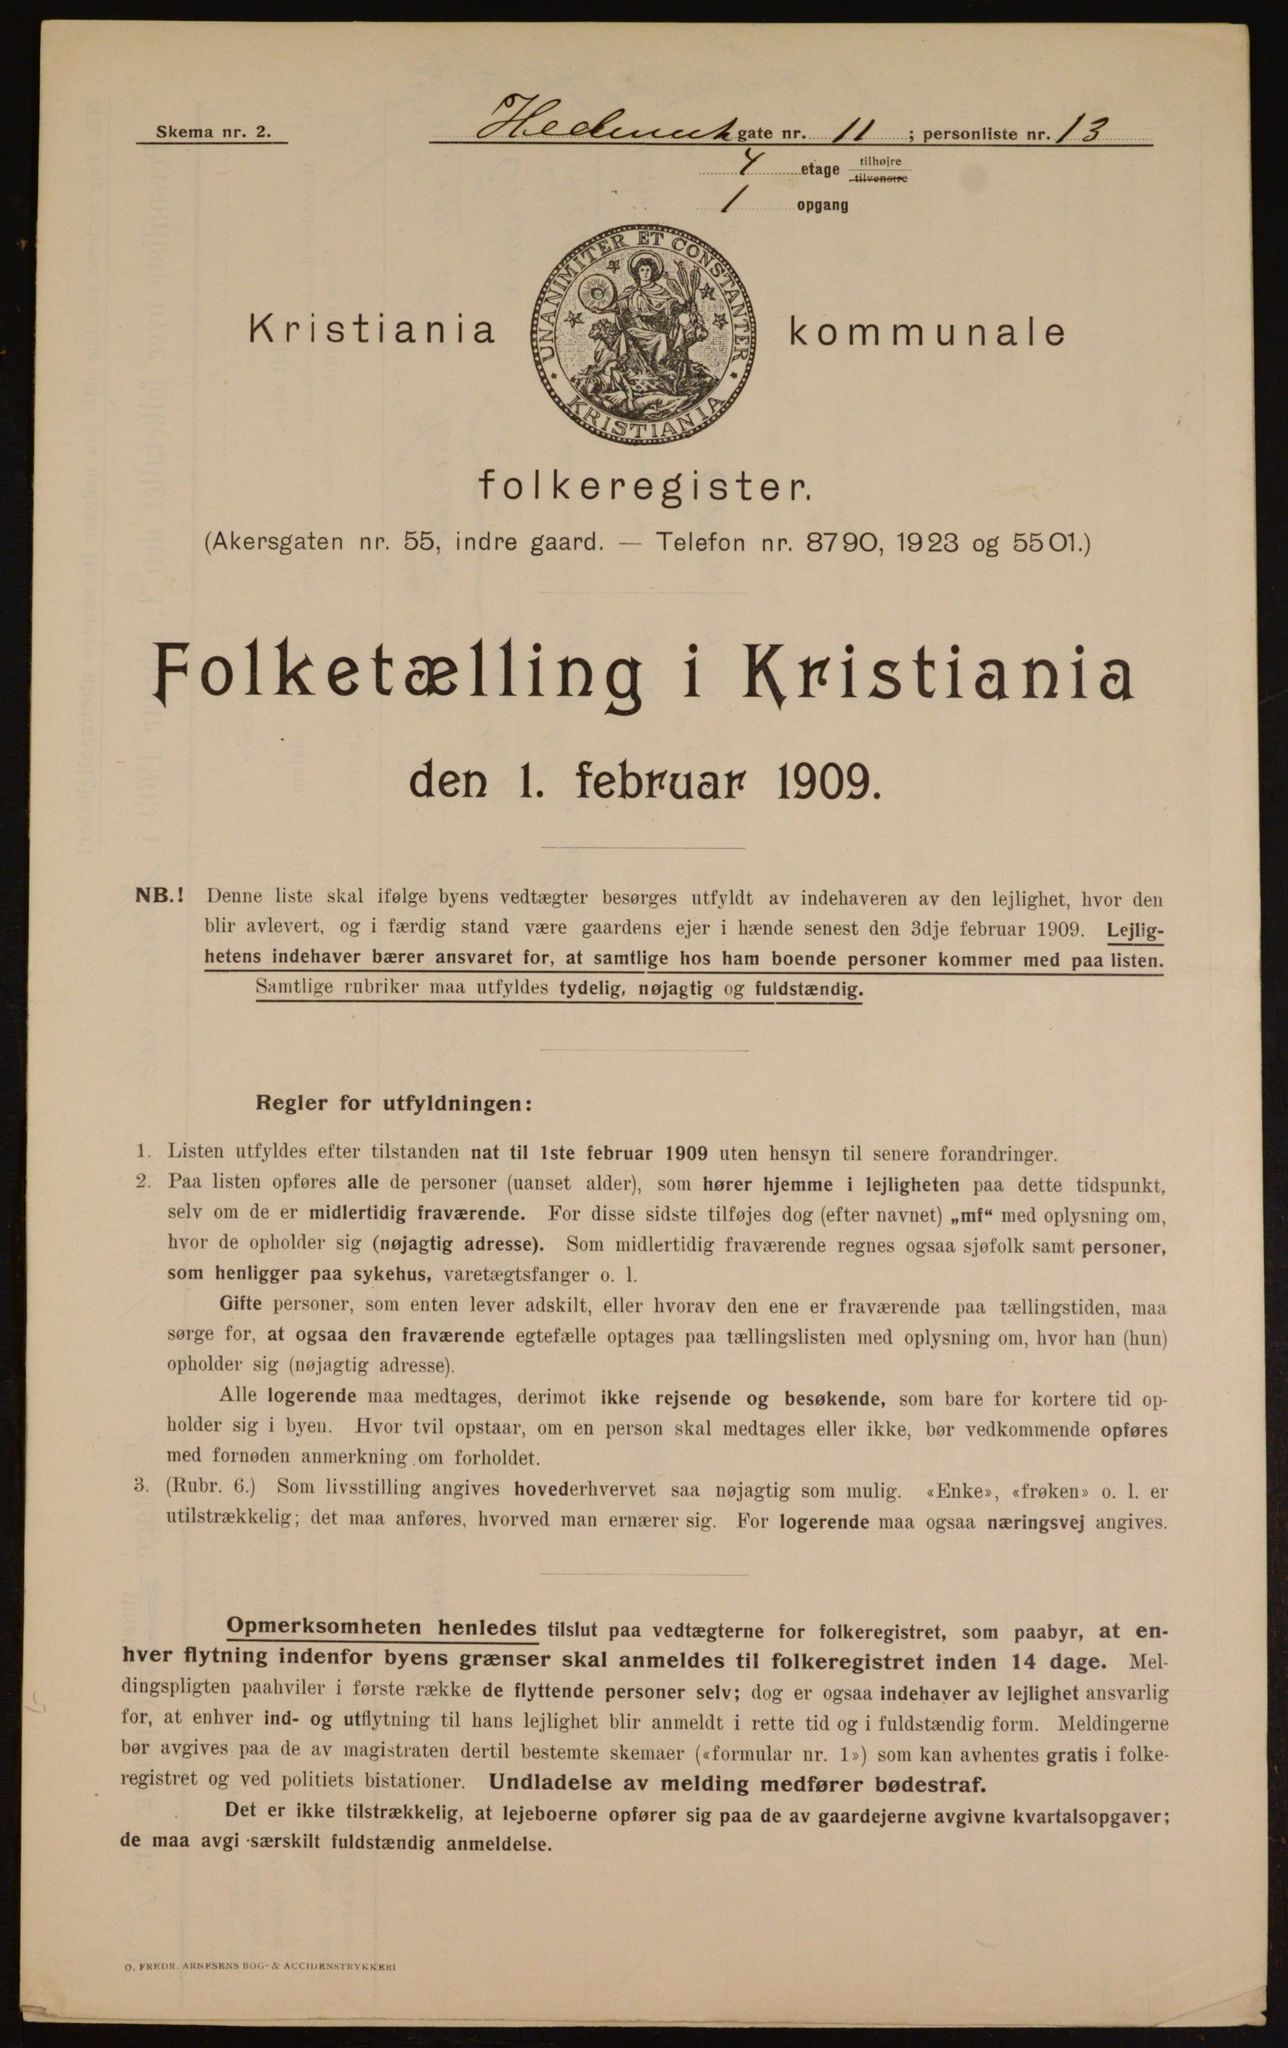 Skema nr. 2.
Hedmark gate nr. 11 ; personliste nr. 13
4 etage tilhøjre
tilvenstre
1 opgang
UNANIMITER ET CONSTANTER
KRISTIANIA
Kristiania kommunale
folkeregister.
(Akersgaten nr. 55, indre gaard. — Telefon nr. 8790, 1923 og 5501.)
Folketælling i Kristiania
den 1. februar 1909.
NB.! Denne liste skal ifølge byens vedtægter besørges utfyldt av indehaveren av den lejlighet, hvor den
blir avlevert, og i færdig stand være gaardens ejer i hænde senest den 3dje februar 1909. Lejlig-
hetens indehaver bærer ansvaret for, at samtlige hos ham boende personer kommer med paa listen.
Samtlige rubriker maa utfyldes tydelig, nøjagtig og fuldstændig.
Regler for utfyldningen:
1. Listen utfyldes efter tilstanden nat til 1ste februar 1909 uten hensyn til senere forandringer.
2. Paa listen opføres alle de personer (uanset alder), som hører hjemme i lejligheten paa dette tidspunkt,
selv om de er midlertidig fraværende. For disse sidste tilføjes dog (efter navnet) „mf“ med oplysning om,
hvor de opholder sig (nøjagtig adresse). Som midlertidig fraværende regnes ogsaa sjøfolk samt personer,
som henligger paa sykehus, varetægtsfanger o. l.
Gifte personer, som enten lever adskilt, eller hvorav den ene er fraværende paa tællingstiden, maa
sørge for, at ogsaa den fraværende egtefælle optages paa tællingslisten med oplysning om, hvor han (hun)
opholder sig (nøjagtig adresse).
Alle logerende maa medtages, derimot ikke rejsende og besøkende, som bare for kortere tid op-
holder sig i byen. Hvor tvil opstaar, om en person skal medtages eller ikke, bør vedkommende opføres
med fornøden anmerkning om forholdet.
3. (Rubr. 6.) Som livsstilling angives hovederhvervet saa nøjagtig som mulig. «Enke», «frøken» o. l. er
utilstrækkelig; det maa anføres, hvorved man ernærer sig. For logerende maa ogsaa næringsvej angives.
Opmerksomheten henledes tilslut paa vedtægterne for folkeregistret, som paabyr, at en-
hver flytning indenfor byens grænser skal anmeldes til folkeregistret inden 14 dage. Mel-
dingspligten paahviler i første række de flyttende personer selv; dog er ogsaa indehaver av lejlighet ansvarlig
for, at enhver ind- og utflytning til hans lejlighet blir anmeldt i rette tid og i fuldstændig form. Meldingerne
bør avgives paa de av magistraten dertil bestemte skemaer («formular nr. 1») som kan avhentes gratis i folke-
registret og ved politiets bistationer. Undladelse av melding medfører bødestraf.
Det er ikke tilstrækkelig, at lejeboerne opfører sig paa de av gaardejerne avgivne kvartalsopgaver;
de maa avgi særskilt fuldstændig anmeldelse.
O. FREDR. ARNESENS BOG- & ACCIDENSTRYKKERI